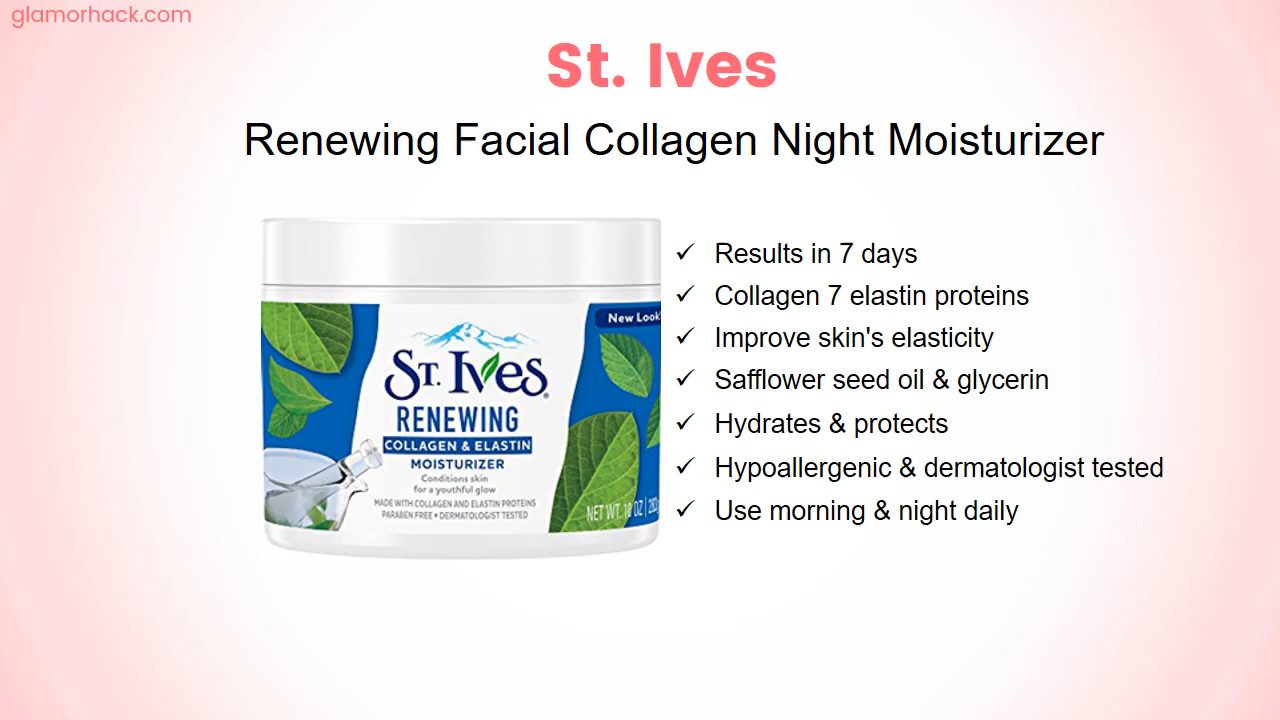 glamorhack.com
St. Ives
Renewing Facial Collagen Night Moisturizer
New Look!
St. Ives
RENEWING
COLLAGEN & ELASTIN
MOISTURIZER
Conditions skin
for a youthful glow
MADE WITH COLLAGEN AND ELASTIN PROTEINS
PARABEN FREE • DERMATOLOGIST TESTED
NET WT. 10 OZ | 283g
✓ Results in 7 days
✓ Collagen 7 elastin proteins
✓ Improve skin's elasticity
✓ Safflower seed oil & glycerin
✓ Hydrates & protects
✓ Hypoallergenic & dermatologist tested
✓ Use morning & night daily